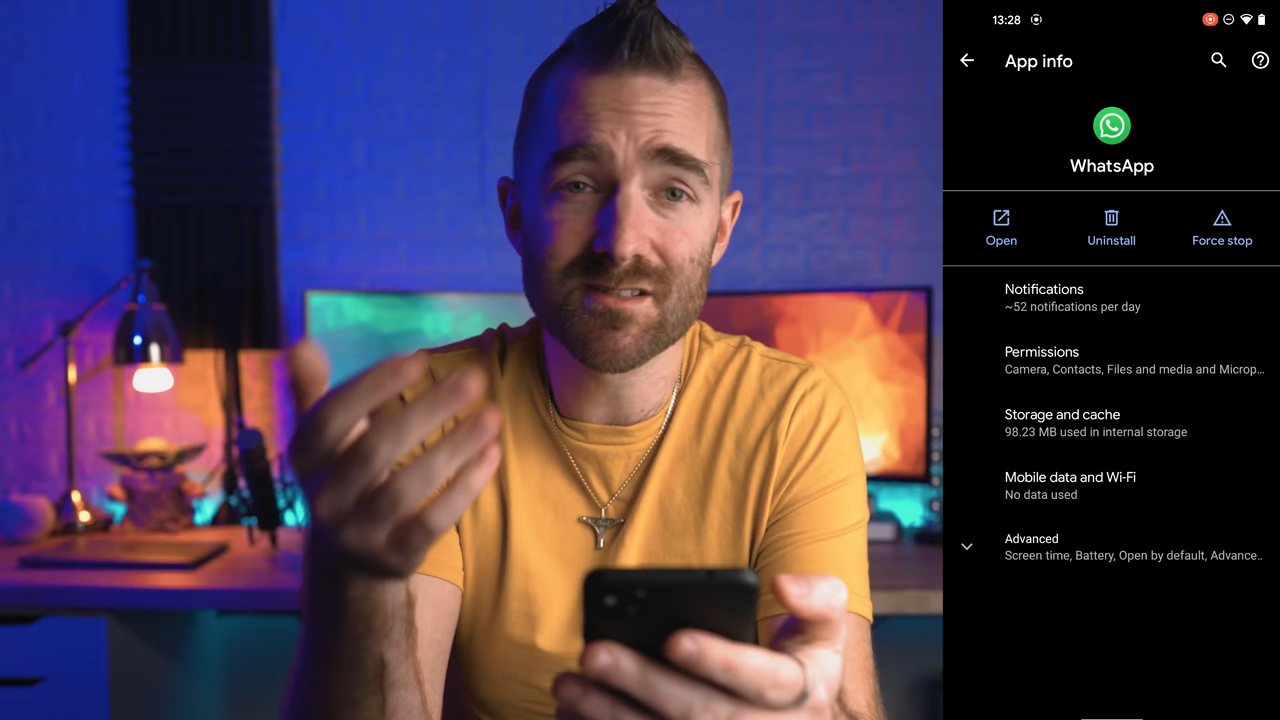 13:28
App info
WhatsApp
Open
Uninstall
Force stop
Notifications
~52 notifications per day
Permissions
Camera, Contacts, Files and media and Microp...
Storage and cache
98.23 MB used in internal storage
Mobile data and Wi-Fi
No data used
Advanced
Screen time, Battery, Open by default, Advance..